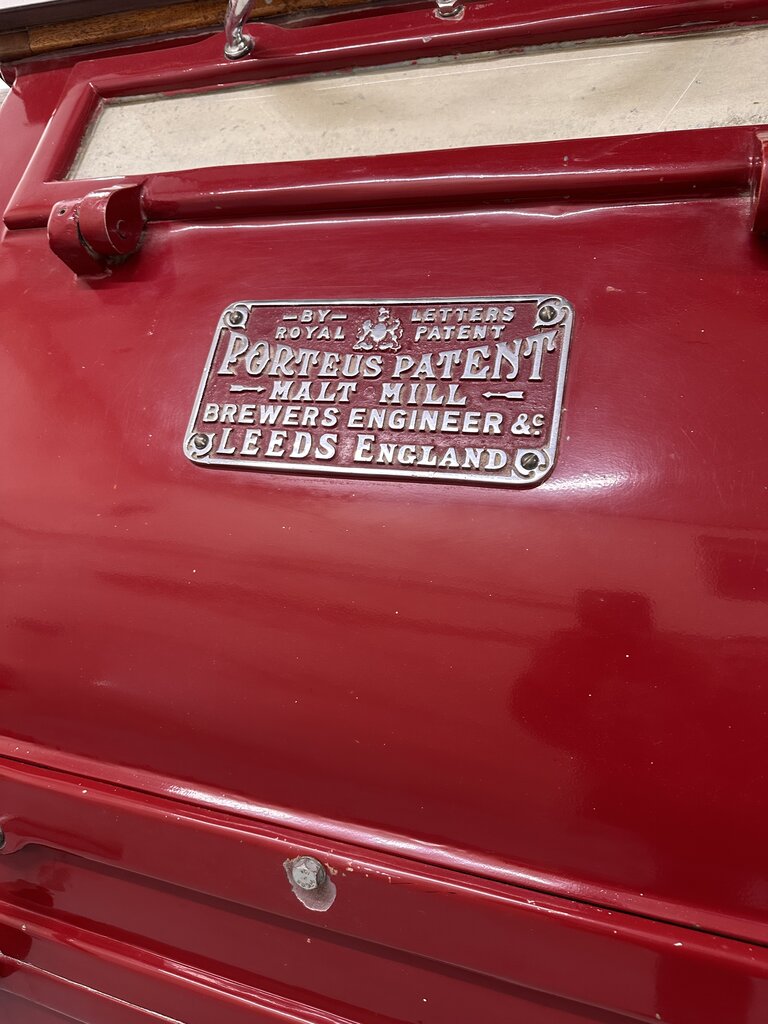 —BY— LETTERS
ROYAL PATENT
PORTEUS PATENT
MALT MILL
BREWERS ENGINEER &c.
LEEDS ENGLAND